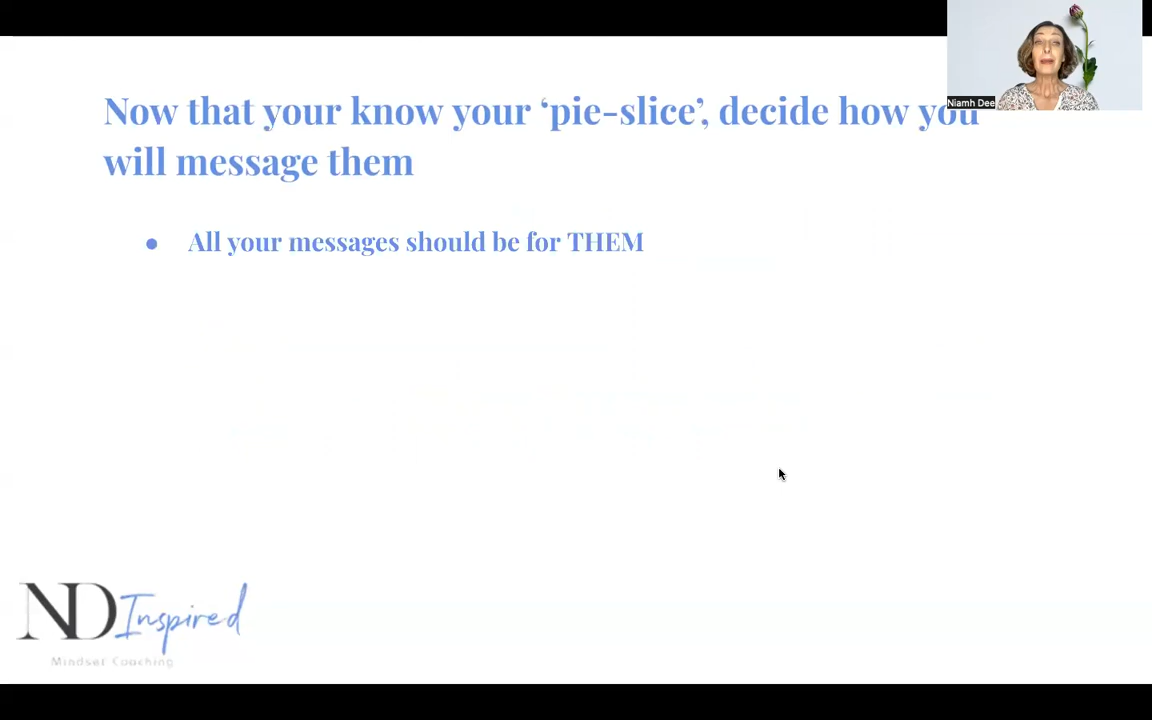 Now that your know your ‘pie-slice’, decide how you
will message them
● All your messages should be for THEM
Niamh Dee
ND Inspired
Mindset Coaching